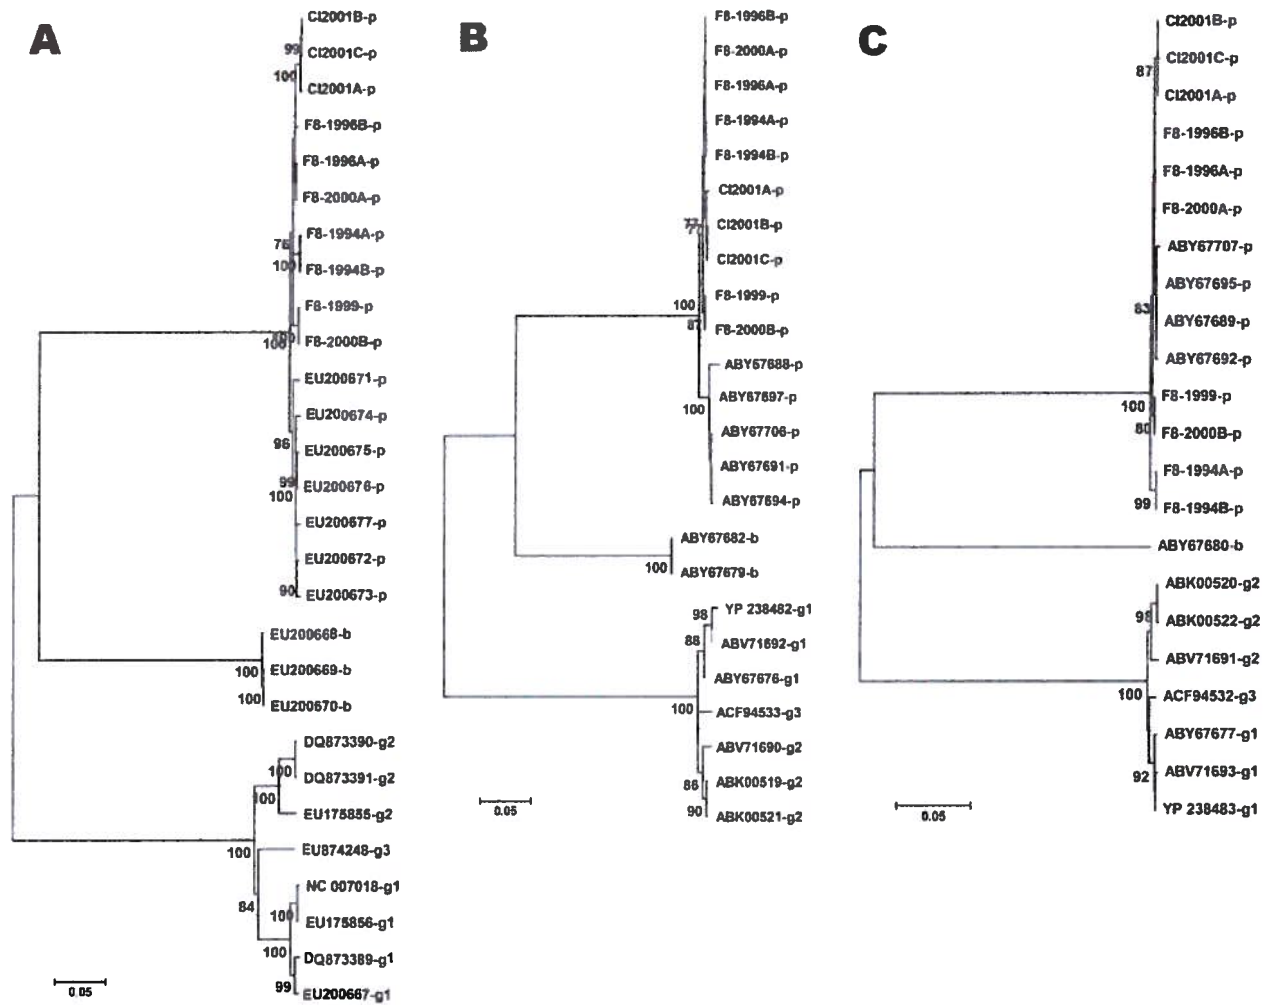 A
99
100
CI2001B-p
CI2001C-p
CI2001A-p
F8-1996B-p
F8-1996A-p
F8-2000A-p
76
100
F8-1994A-p
F8-1994B-p
F8-1999-p
100
F8-2000B-p
EU200671-p
EU200674-p
96
EU200675-p
99
100
EU200676-p
EU200677-p
EU200672-p
90
EU200673-p
EU200668-b
100
EU200669-b
100
EU200670-b
DQ873390-g2
100
DQ873391-g2
100
EU175855-g2
100
EU874248-g3
NC 007018-g1
84
100
EU175856-g1
100
DQ873389-g1
99
EU200667-g1
0.05
B
F8-1996B-p
F8-2000A-p
F8-1996A-p
F8-1994A-p
F8-1994B-p
CI2001A-p
77
CI2001B-p
CI2001C-p
F8-1999-p
100
87
F8-2000B-p
ABY67688-p
ABY67697-p
100
ABY67706-p
ABY67691-p
ABY67694-p
ABY67682-b
100
ABY67679-b
98
YP 238482-g1
88
ABV71692-g1
ABY67676-g1
100
ACF94533-g3
ABV71690-g2
86
ABK00519-g2
90
ABK00521-g2
0.05
C
CI2001B-p
CI2001C-p
87
CI2001A-p
F8-1996B-p
F8-1996A-p
F8-2000A-p
ABY67707-p
ABY67695-p
83
ABY67689-p
ABY67692-p
F8-1999-p
100
80
F8-2000B-p
F8-1994A-p
99
F8-1994B-p
ABY67680-b
ABK00520-g2
ABK00522-g2
ABV71691-g2
100
ACF94532-g3
ABY67677-g1
92
ABV71693-g1
YP 238483-g1
0.05